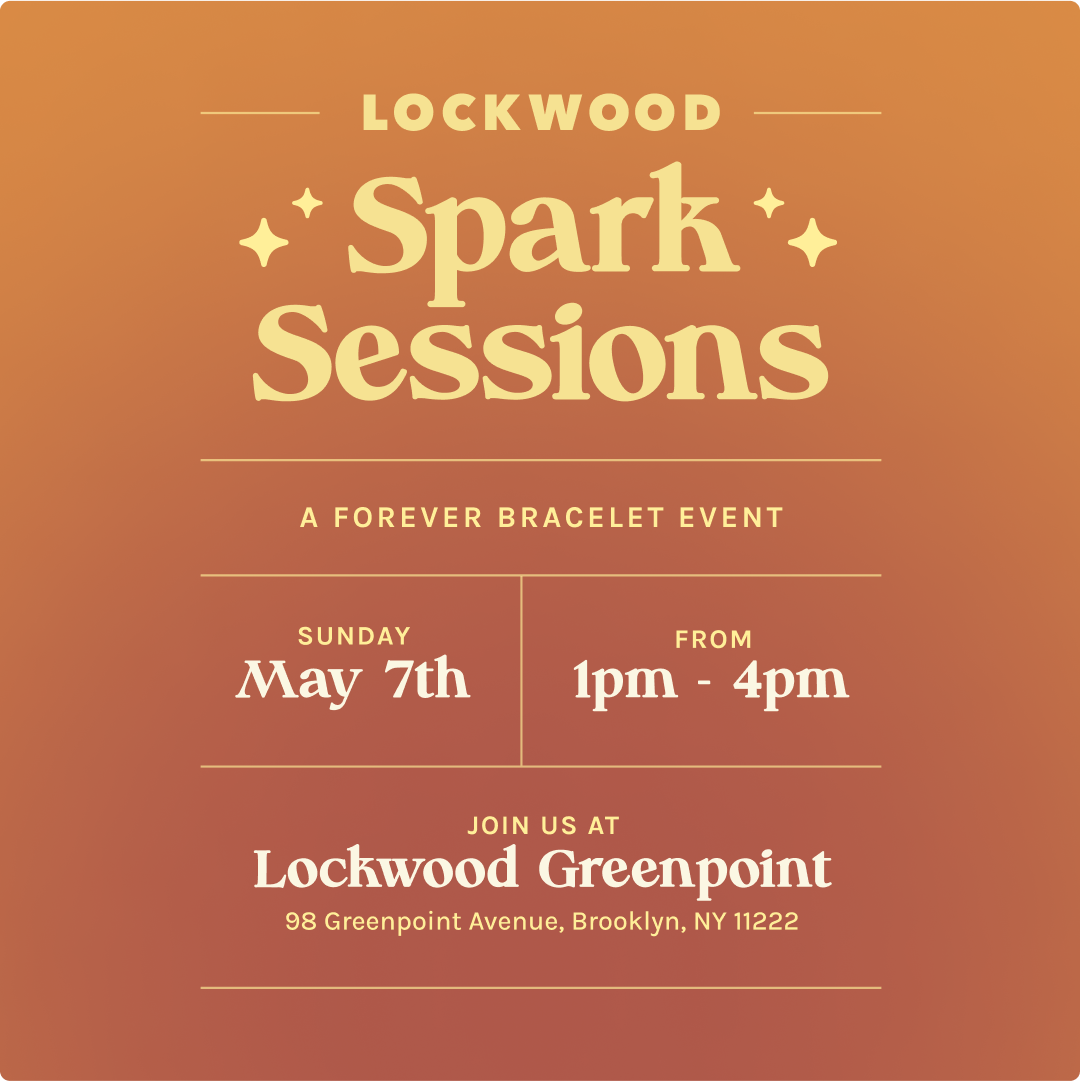 LOCKWOOD
Spark
Sessions
A FOREVER BRACELET EVENT
SUNDAY
May 7th
FROM
1pm - 4pm
JOIN US AT
Lockwood Greenpoint
98 Greenpoint Avenue, Brooklyn, NY 11222